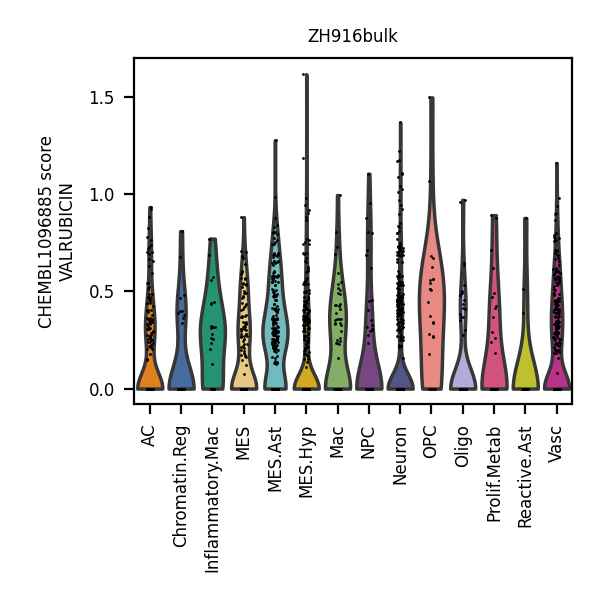 ZH916bulk
CHEMBL1096885 score
VALRUBICIN
1.5
1.0
0.5
0.0
AC
Chromatin.Reg
Inflammatory.Mac
MES
MES.Ast
MES.Hyp
Mac
NPC
Neuron
OPC
Oligo
Prolif.Metab
Reactive.Ast
Vasc